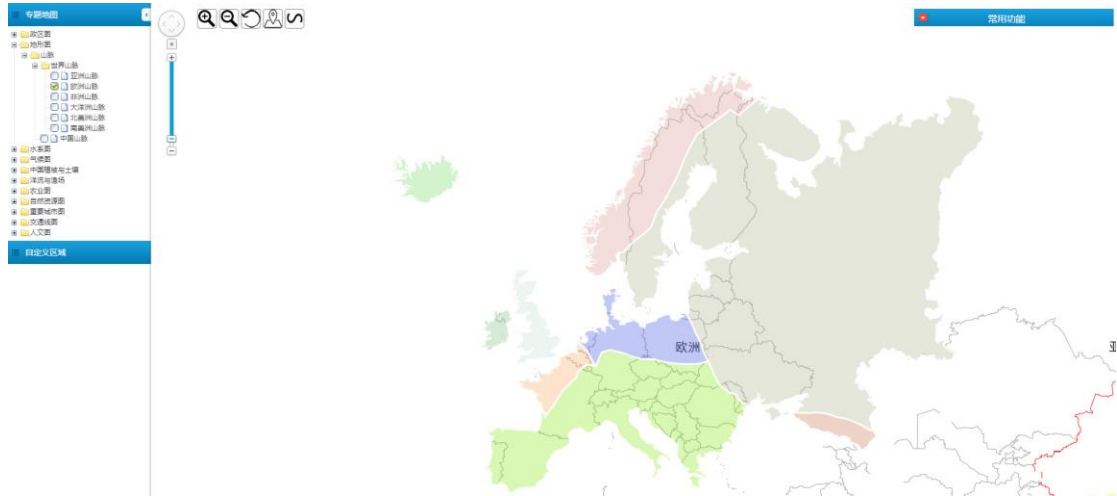 专题地图
政区图
地形图
山脉
世界山脉
亚洲山脉
欧洲山脉
非洲山脉
大洋洲山脉
北美洲山脉
南美洲山脉
中国山脉
水系图
气候图
中国植被与土壤
洋流与渔场
农业图
自然资源图
重要城市图
交通线图
人文图
自定义区域
常用功能
欧洲
亚